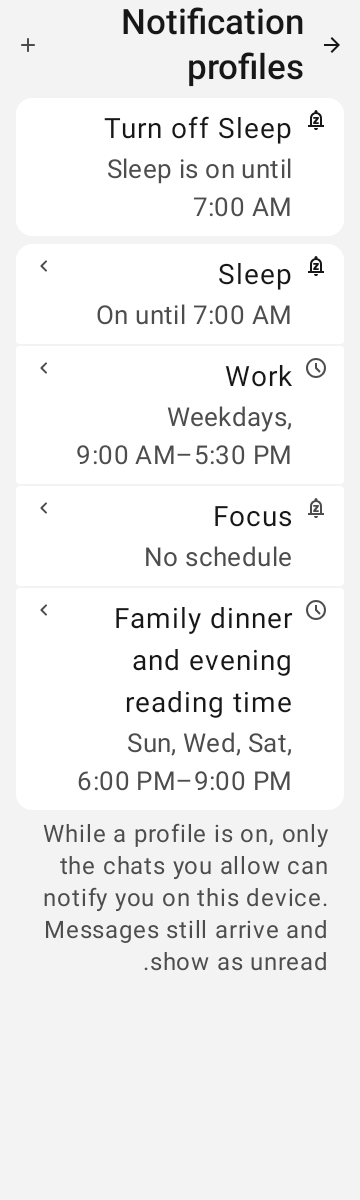 Notification
profiles
Turn off Sleep
Sleep is on until
7:00 AM
Sleep
On until 7:00 AM
Work
Weekdays,
9:00 AM–5:30 PM
Focus
No schedule
Family dinner
and evening
reading time
Sun, Wed, Sat,
6:00 PM–9:00 PM
While a profile is on, only
the chats you allow can
notify you on this device.
Messages still arrive and
.show as unread